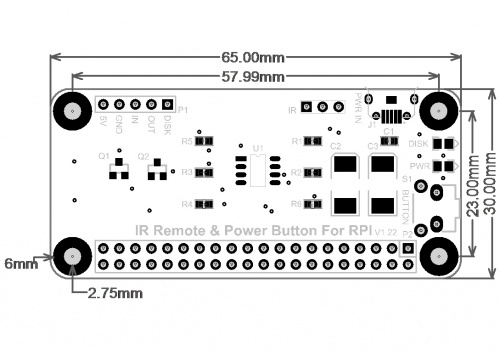 65.00mm
57.99mm
5V GND IN OUT DISK P1
IR
PWR IN
J1
R5 R1 C1
U1 C2 C3 DISK
Q1 Q2 R3 R2 PWR
S1
BUTTON
R4 R6
IR Remote & Power Button For RPI V1.22 P2
23.00mm
30.00mm
6mm
2.75mm